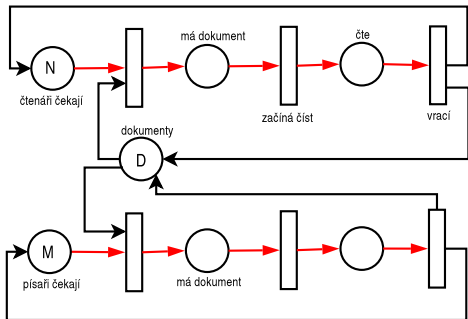 má dokument
čte
N
čtenáři čekají
začíná číst
vrací
dokumenty
D
M
písaři čekají
má dokument